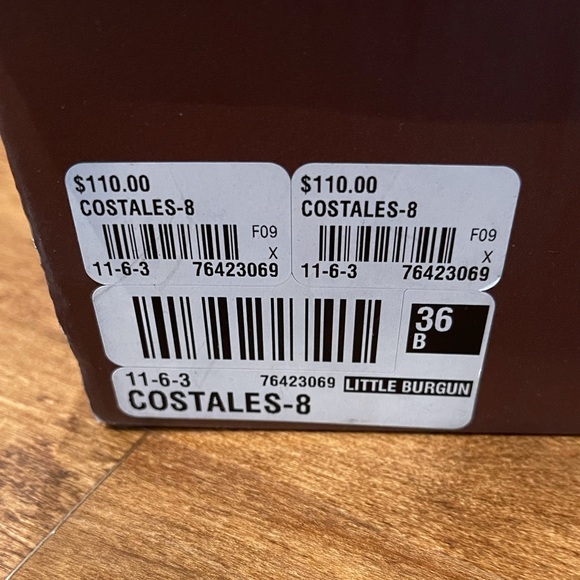 $110.00
COSTALES-8
F09
X
11-6-3 76423069
$110.00
COSTALES-8
F09
X
11-6-3 76423069
36
B
11-6-3 76423069 LITTLE BURGUN
COSTALES-8